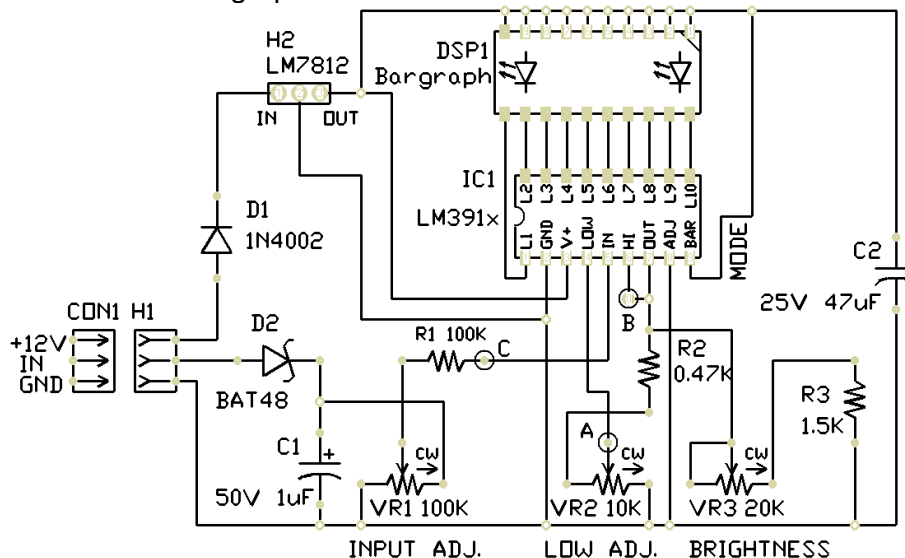 H2
LM7812
IN OUT
DSP1
Bargraph
IC1
LM391x
L2 L3 L4 L5 L6 L7 L8 L9 L10
L1 GND V+ LOW IN HI OUT ADJ BAR
MODE
D1
1N4002
C2
25V 47uF
CON1 H1
+12V
IN
GND
D2
BAT48
R1 100K
C
B
R2
0.47K
R3
1.5K
A
C1
+
50V 1uF
CW
VR1 100K
CW
VR2 10K
CW
VR3 20K
INPUT ADJ. LOW ADJ. BRIGHTNESS